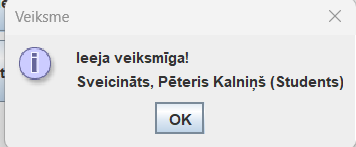 Veiksme
Ieeja veiksmīga!
Sveicināts, Pēteris Kalniņš (Students)
OK